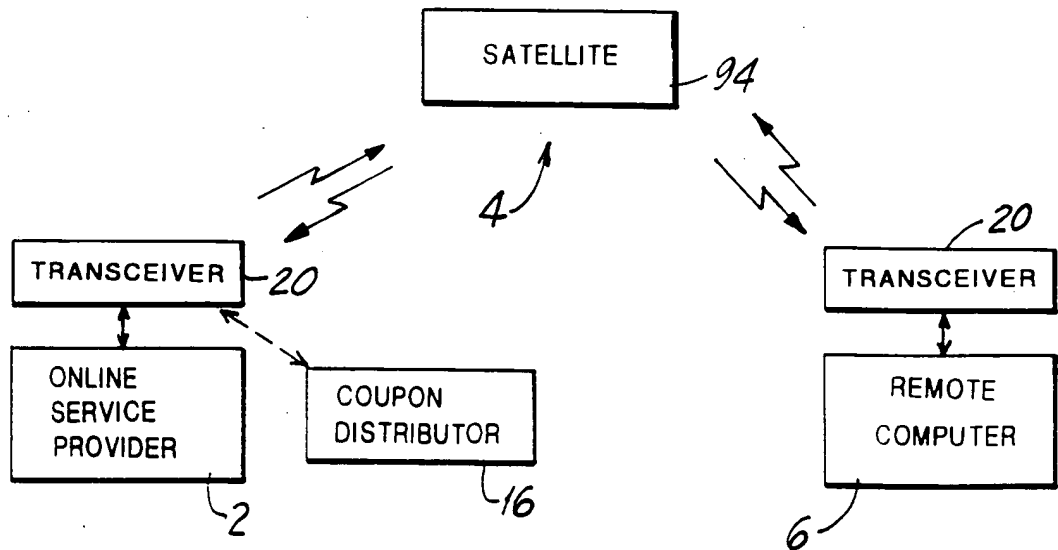 SATELLITE
94
4
TRANSCEIVER
20
20
TRANSCEIVER
ONLINE
SERVICE
PROVIDER
2
COUPON
DISTRIBUTOR
16
REMOTE
COMPUTER
6